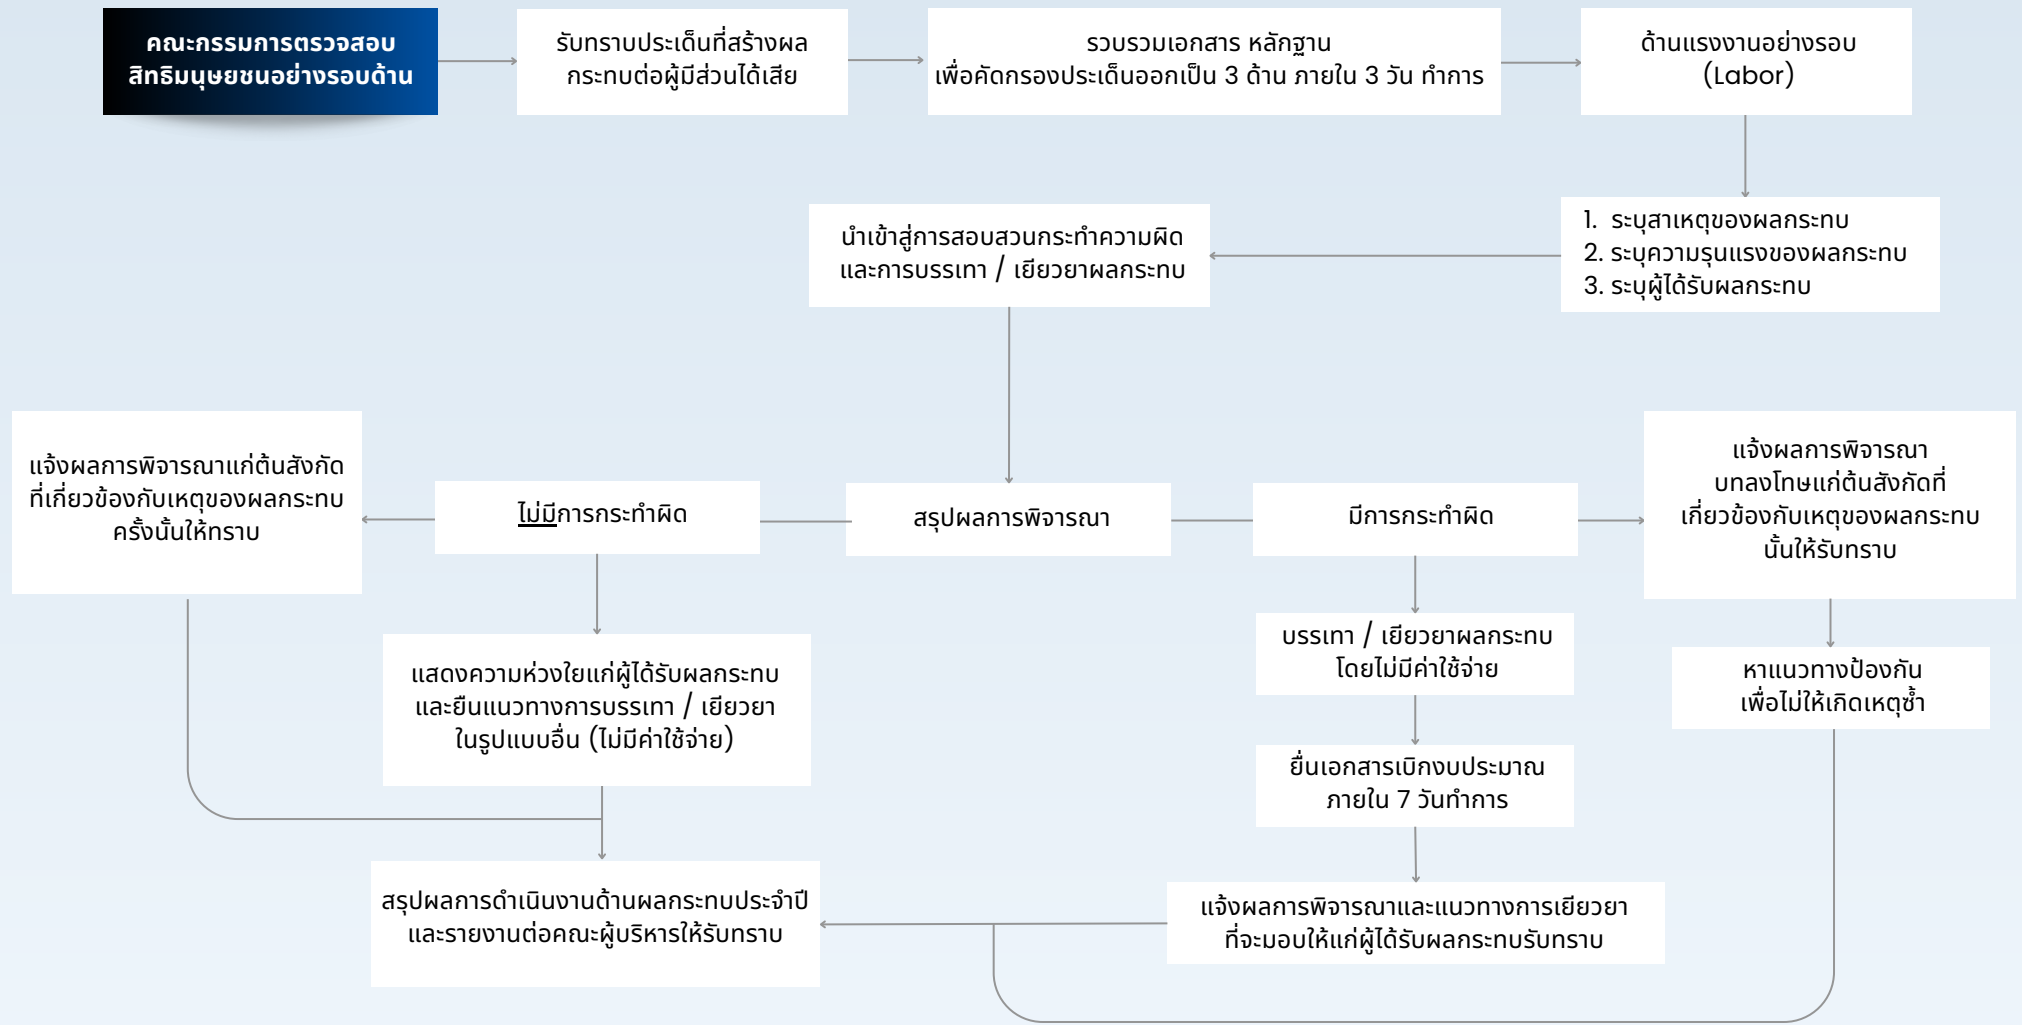 คณะกรรมการตรวจสอบ
สิทธิมนุษยชนอย่างรอบด้าน
รับทราบประเด็นที่สร้างผล
กระทบต่อผู้มีส่วนได้เสีย
รวบรวมเอกสาร หลักฐาน
เพื่อคัดกรองประเด็นออกเป็น 3 ด้าน ภายใน 3 วัน ทำการ
ด้านแรงงานอย่างรอบ
(Labor)
1. ระบุสาเหตุของผลกระทบ
2. ระบุความรุนแรงของผลกระทบ
3. ระบุผู้ได้รับผลกระทบ
นำเข้าสู่การสอบสวนกระทำความผิด
และการบรรเทา / เยียวยาผลกระทบ
สรุปผลการพิจารณา
ไม่มีการกระทำผิด
แจ้งผลการพิจารณาแก่ต้นสังกัด
ที่เกี่ยวข้องกับเหตุของผลกระทบ
ครั้งนั้นให้ทราบ
แสดงความห่วงใยแก่ผู้ได้รับผลกระทบ
และยืนแนวทางการบรรเทา / เยียวยา
ในรูปแบบอื่น (ไม่มีค่าใช้จ่าย)
มีการกระทำผิด
แจ้งผลการพิจารณา
บทลงโทษแก่ต้นสังกัดที่
เกี่ยวข้องกับเหตุของผลกระทบ
นั้นให้รับทราบ
บรรเทา / เยียวยาผลกระทบ
โดยไม่มีค่าใช้จ่าย
หาแนวทางป้องกัน
เพื่อไม่ให้เกิดเหตุซ้ำ
ยื่นเอกสารเบิกงบประมาณ
ภายใน 7 วันทำการ
แจ้งผลการพิจารณาและแนวทางการเยียวยา
ที่จะมอบให้แก่ผู้ได้รับผลกระทบรับทราบ
สรุปผลการดำเนินงานด้านผลกระทบประจำปี
และรายงานต่อคณะผู้บริหารให้รับทราบ